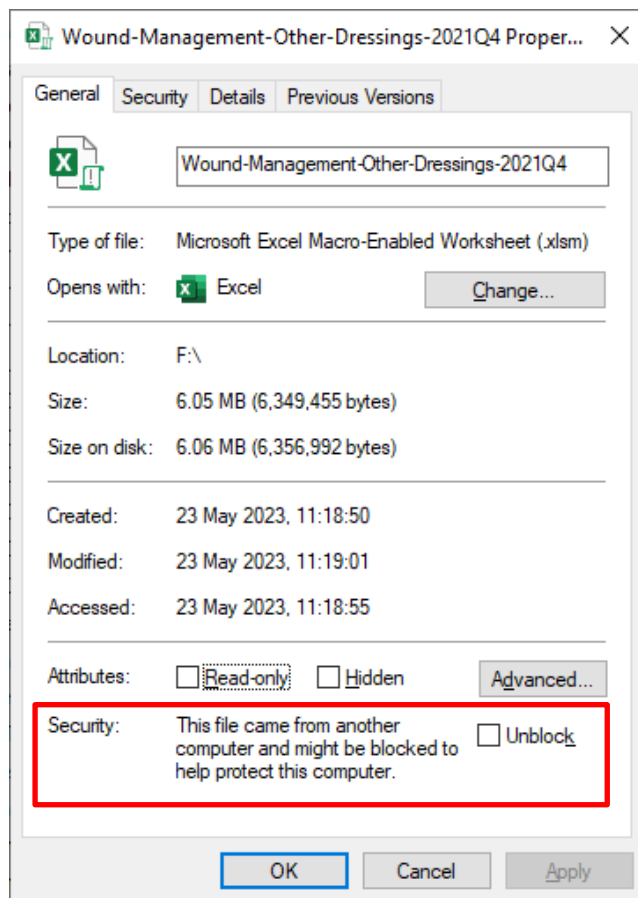 Wound-Management-Other-Dressings-2021Q4 Proper...
General Security Details Previous Versions
Wound-Management-Other-Dressings-2021Q4
Type of file: Microsoft Excel Macro-Enabled Worksheet (.xlsm)
Opens with: Excel Change...
Location: F:\
Size: 6.05 MB (6,349,455 bytes)
Size on disk: 6.06 MB (6,356,992 bytes)
Created: 23 May 2023, 11:18:50
Modified: 23 May 2023, 11:19:01
Accessed: 23 May 2023, 11:18:55
Attributes: Read-only Hidden Advanced...
Security: This file came from another
computer and might be blocked to Unblock
help protect this computer.
OK Cancel Apply